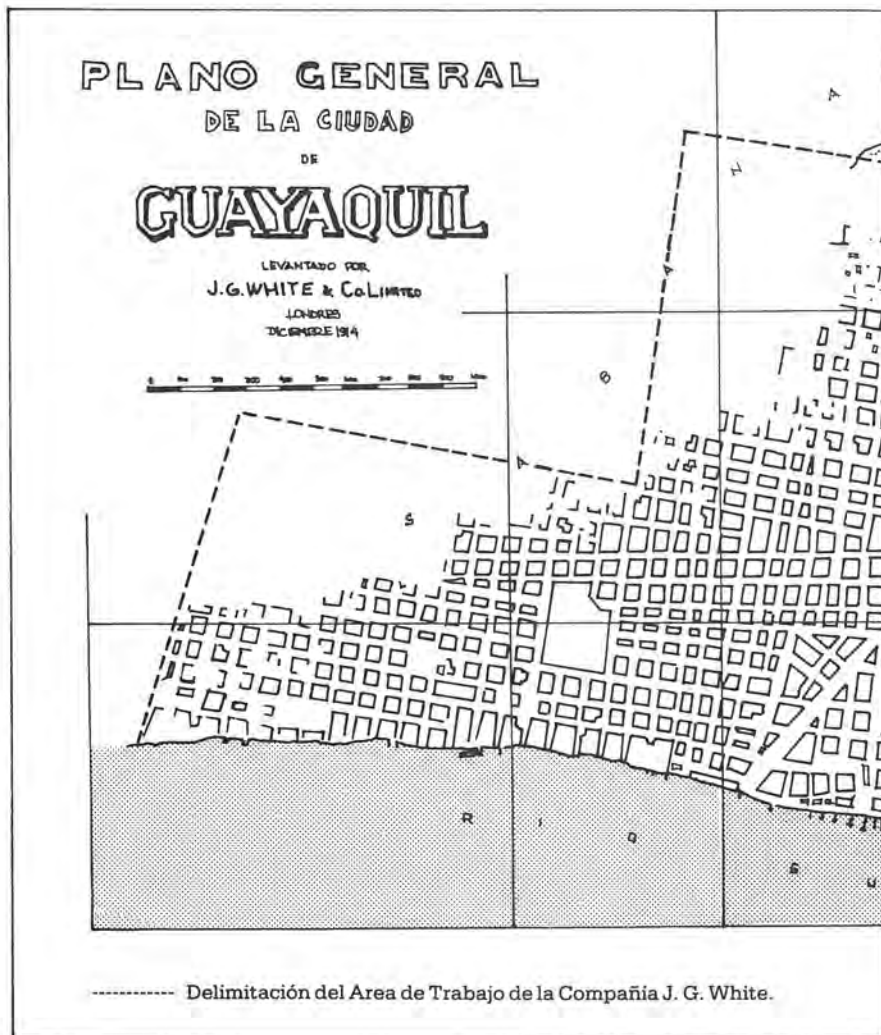 PLANO GENERAL
DE LA CIUDAD
DE
GUAYAQUIL
LEVANTADO POR
J.G. WHITE & Co LIMITED
LONDRES
DICIEMBRE 1914
S A B A N A
R I O G U
---------- Delimitación del Area de Trabajo de la Compañía J. G. White.